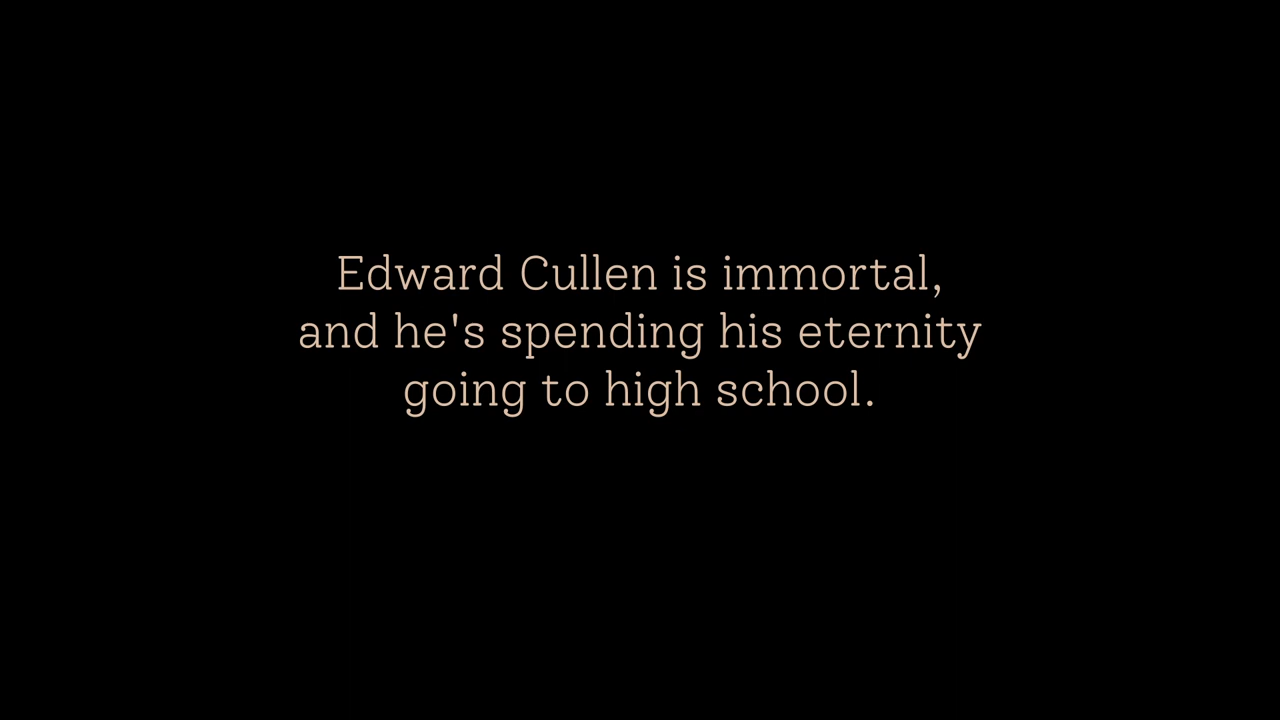 Edward Cullen is immortal,
and he's spending his eternity
going to high school.